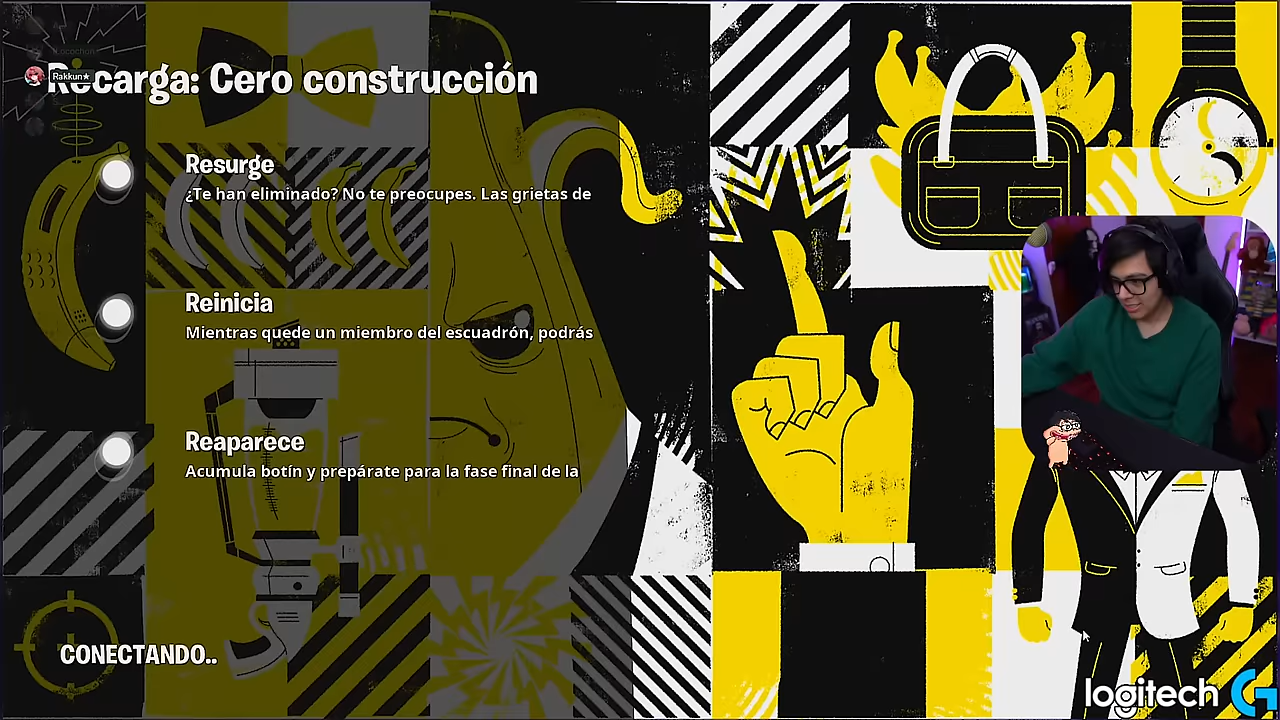 Rakkun★
Recarga: Cero construcción
Resurge
¿Te han eliminado? No te preocupes. Las grietas de
Reinicia
Mientras quede un miembro del escuadrón, podrás
Reaparece
Acumula botín y prepárate para la fase final de la
CONECTANDO..
logitech G